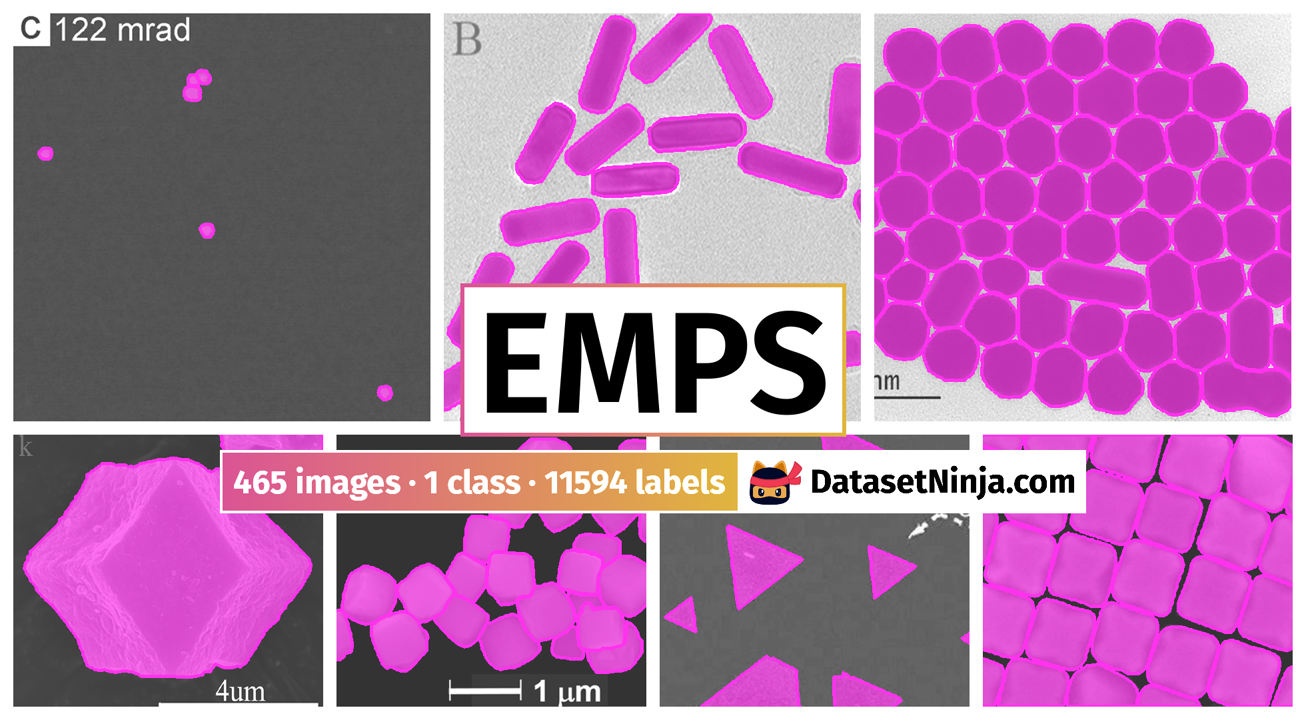 C 122 mrad
B
nm
EMPS
k
465 images · 1 class · 11594 labels
DatasetNinja.com
4um
1 μm